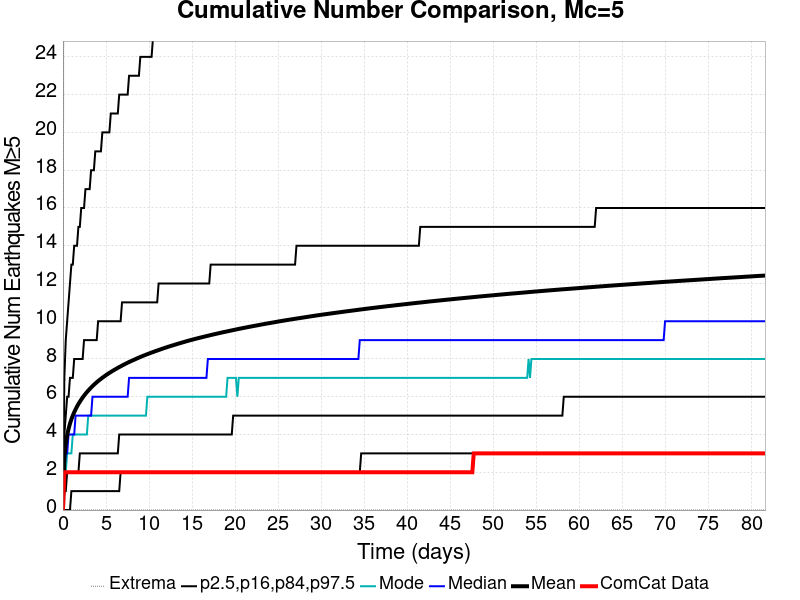 Cumulative Number Comparison, Mc=5
Cumulative Num Earthquakes M≥5
24
22
20
18
16
14
12
10
8
6
4
2
0
0 5 10 15 20 25 30 35 40 45 50 55 60 65 70 75 80
Time (days)
Extrema p2.5,p16,p84,p97.5 Mode Median Mean ComCat Data